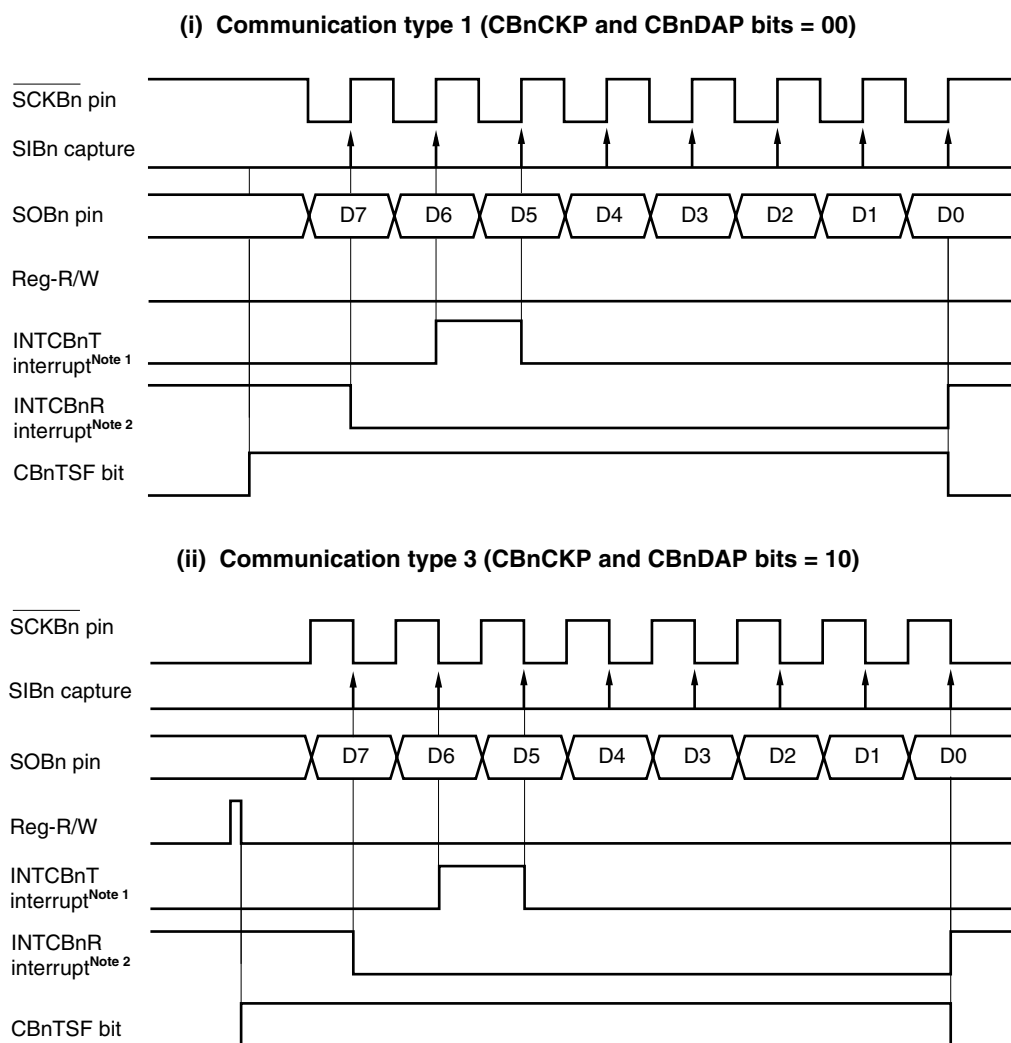 (i) Communication type 1 (CBnCKP and CBnDAP bits = 00)
SCKBn pin
SIBn capture
SOBn pin
D7 D6 D5 D4 D3 D2 D1 D0
Reg-R/W
INTCBnT
interruptNote 1
INTCBnR
interruptNote 2
CBnTSF bit
(ii) Communication type 3 (CBnCKP and CBnDAP bits = 10)
SCKBn pin
SIBn capture
SOBn pin
D7 D6 D5 D4 D3 D2 D1 D0
Reg-R/W
INTCBnT
interruptNote 1
INTCBnR
interruptNote 2
CBnTSF bit